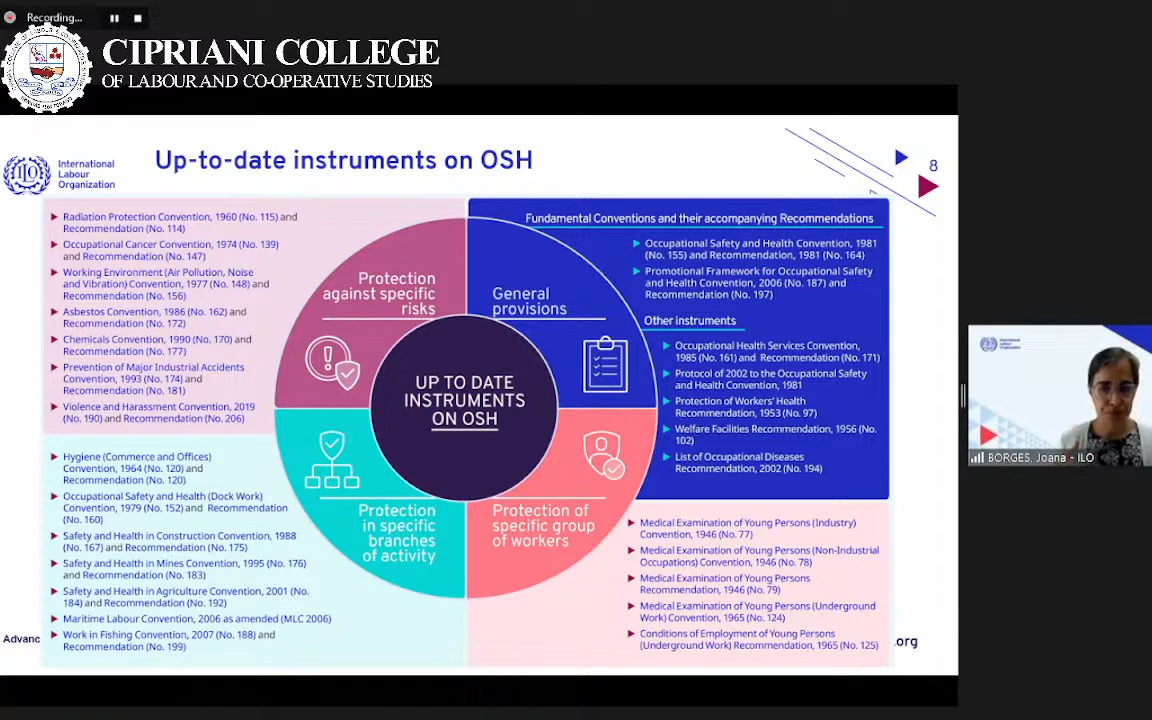 Recording...
CIPRIANI COLLEGE
OF LABOUR AND CO-OPERATIVE STUDIES
International
Labour
Organization
Up-to-date instruments on OSH
8
Radiation Protection Convention, 1960 (No. 115) and
Recommendation (No. 114)
Occupational Cancer Convention, 1974 (No. 139)
and Recommendation (No. 147)
Working Environment (Air Pollution, Noise
and Vibration) Convention, 1977 (No. 148) and
Recommendation (No. 156)
Asbestos Convention, 1986 (No. 162) and
Recommendation (No. 172)
Chemicals Convention, 1990 (No. 170) and
Recommendation (No. 177)
Prevention of Major Industrial Accidents
Convention, 1993 (No. 174) and
Recommendation (No. 181)
Violence and Harassment Convention, 2019
(No. 190) and Recommendation (No. 206)
Protection
against specific
risks
General
provisions
Fundamental Conventions and their accompanying Recommendations
Occupational Safety and Health Convention, 1981
(No. 155) and Recommendation, 1981 (No. 164)
Promotional Framework for Occupational Safety
and Health Convention, 2006 (No. 187) and
Recommendation (No. 197)
Other instruments
Occupational Health Services Convention,
1985 (No. 161) and Recommendation (No. 171)
Protocol of 2002 to the Occupational Safety
and Health Convention, 1981
Protection of Workers' Health
Recommendation, 1953 (No. 97)
Welfare Facilities Recommendation, 1956 (No.
102)
List of Occupational Diseases
Recommendation, 2002 (No. 194)
UP TO DATE
INSTRUMENTS
ON OSH
Hygiene (Commerce and Offices)
Convention, 1964 (No. 120) and
Recommendation (No. 120)
Occupational Safety and Health (Dock Work)
Convention, 1979 (No. 152) and Recommendation
(No. 160)
Safety and Health in Construction Convention, 1988
(No. 167) and Recommendation (No. 175)
Safety and Health in Mines Convention, 1995 (No. 176)
and Recommendation (No. 183)
Safety and Health in Agriculture Convention, 2001 (No.
184) and Recommendation (No. 192)
Maritime Labour Convention, 2006 as amended (MLC 2006)
Work in Fishing Convention, 2007 (No. 188) and
Recommendation (No. 199)
Protection
in specific
branches
of activity
Protection of
specific group
of workers
Medical Examination of Young Persons (Industry)
Convention, 1946 (No. 77)
Medical Examination of Young Persons (Non-Industrial
Occupations) Convention, 1946 (No. 78)
Medical Examination of Young Persons
Recommendation, 1946 (No. 79)
Medical Examination of Young Persons (Underground
Work) Convention, 1965 (No. 124)
Conditions of Employment of Young Persons
(Underground Work) Recommendation, 1965 (No. 125)
Advanc
.org
BORGES, Joana - ILO